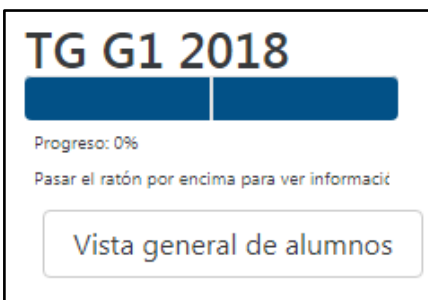 TG G1 2018
Progreso: 0%
Pasar el ratón por encima para ver informació
Vista general de alumnos